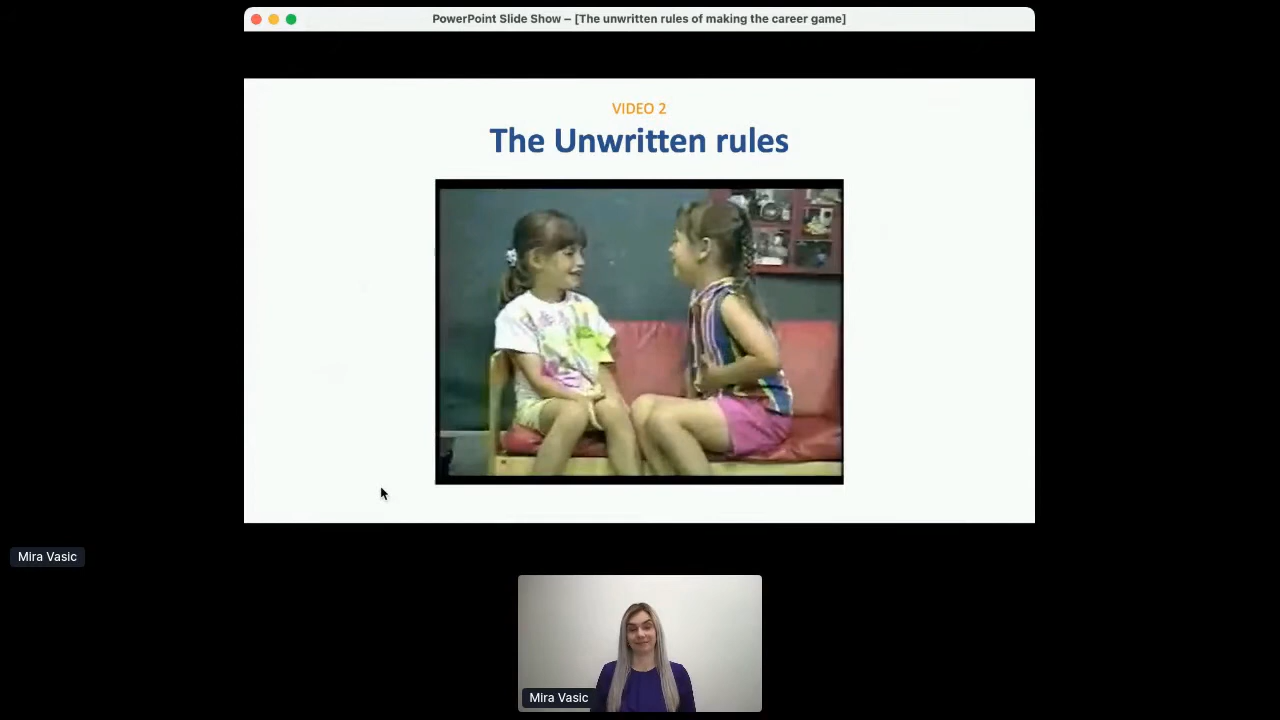 PowerPoint Slide Show – [The unwritten rules of making the career game]
VIDEO 2
The Unwritten rules
Mira Vasic
Mira Vasic